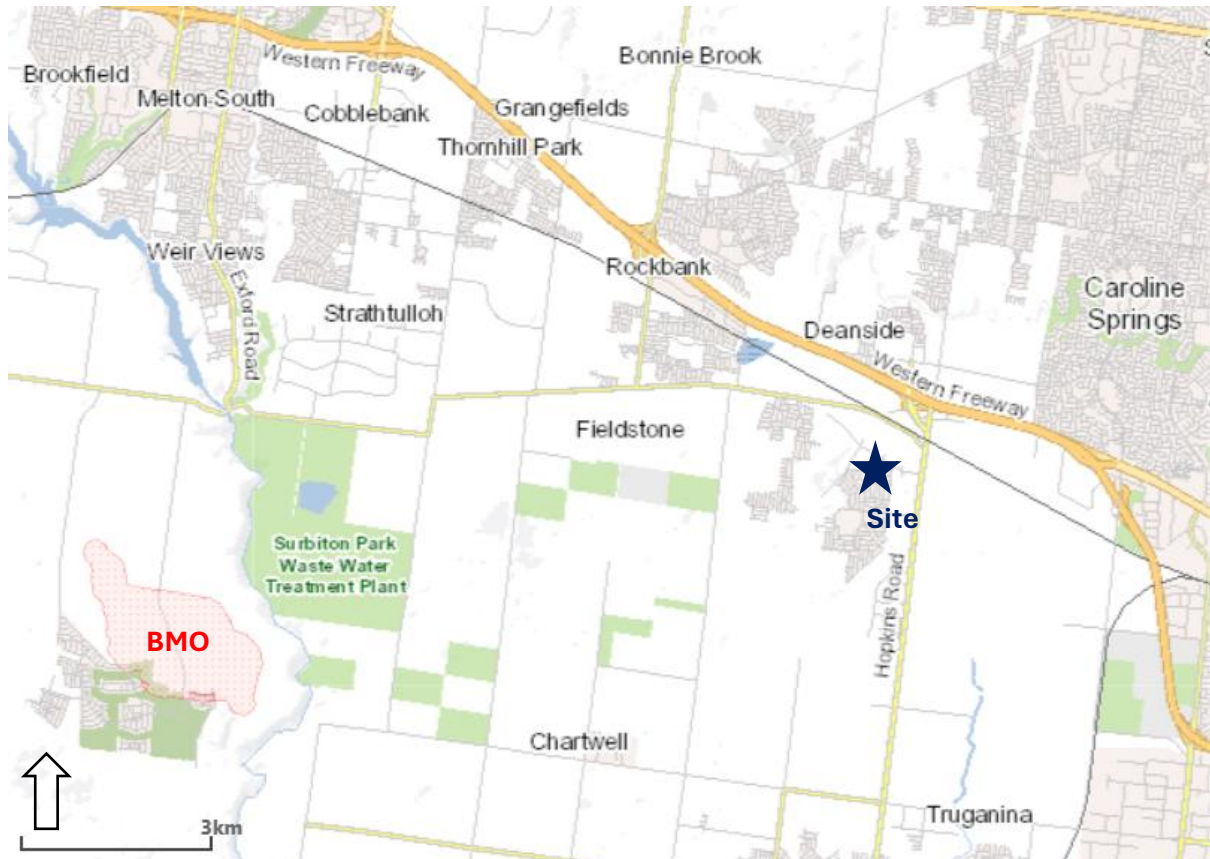 Bonnie Brook
Western Freeway
Brookfield
Melton South
Cobblebank
Grangefields
Thornhill Park
Weir Views
Rockbank
Exford Road
Strathtulloh
Caroline
Springs
Deanside
Western Freeway
Fieldstone
Site
Surbiton Park
Waste Water
Treatment Plant
Hopkins Road
BMO
Chartwell
Truganina
3km